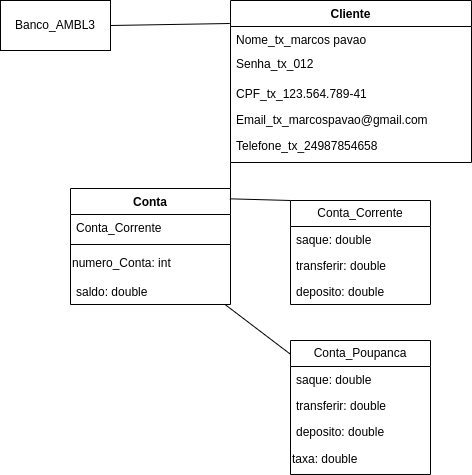 Banco_AMBL3
Cliente
Nome_tx_marcos pavao
Senha_tx_012
CPF_tx_123.564.789-41
Email_tx_marcospavao@gmail.com
Telefone_tx_24987854658
Conta
Conta_Corrente
numero_Conta: int
saldo: double
Conta_Corrente
saque: double
transferir: double
deposito: double
Conta_Poupanca
saque: double
transferir: double
deposito: double
taxa: double